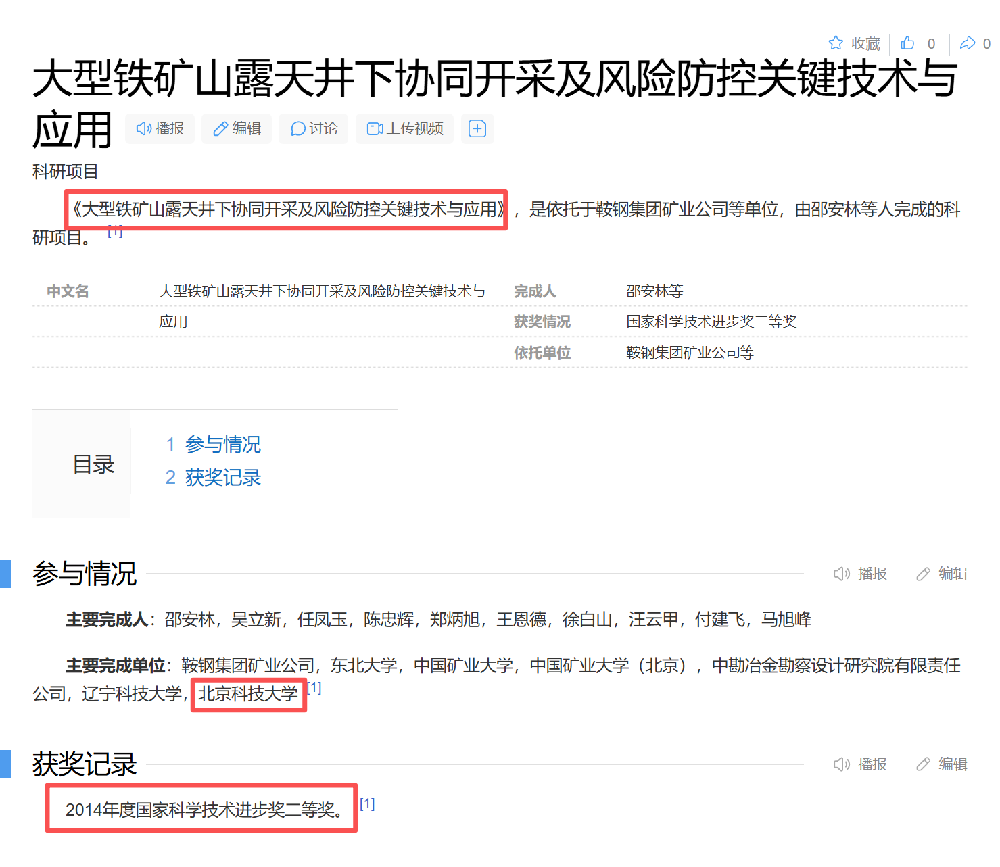 收藏 0 0
大型铁矿山露天井下协同开采及风险防控关键技术与
应用 播报 编辑 讨论 上传视频
科研项目
《大型铁矿山露天井下协同开采及风险防控关键技术与应用》，是依托于鞍钢集团矿业公司等单位，由邵安林等人完成的科
研项目。 [1]
中文名 大型铁矿山露天井下协同开采及风险防控关键技术与 完成人 邵安林等
应用 获奖情况 国家科学技术进步奖二等奖
依托单位 鞍钢集团矿业公司等
目录
1 参与情况
2 获奖记录
参与情况 播报 编辑
主要完成人：邵安林，吴立新，任凤玉，陈忠辉，郑炳旭，王恩德，徐白山，汪云甲，付建飞，马旭峰
主要完成单位：鞍钢集团矿业公司，东北大学，中国矿业大学，中国矿业大学（北京），中勘冶金勘察设计研究院有限责任
公司，辽宁科技大学，北京科技大学 [1]
获奖记录 播报 编辑
2014年度国家科学技术进步奖二等奖。 [1]